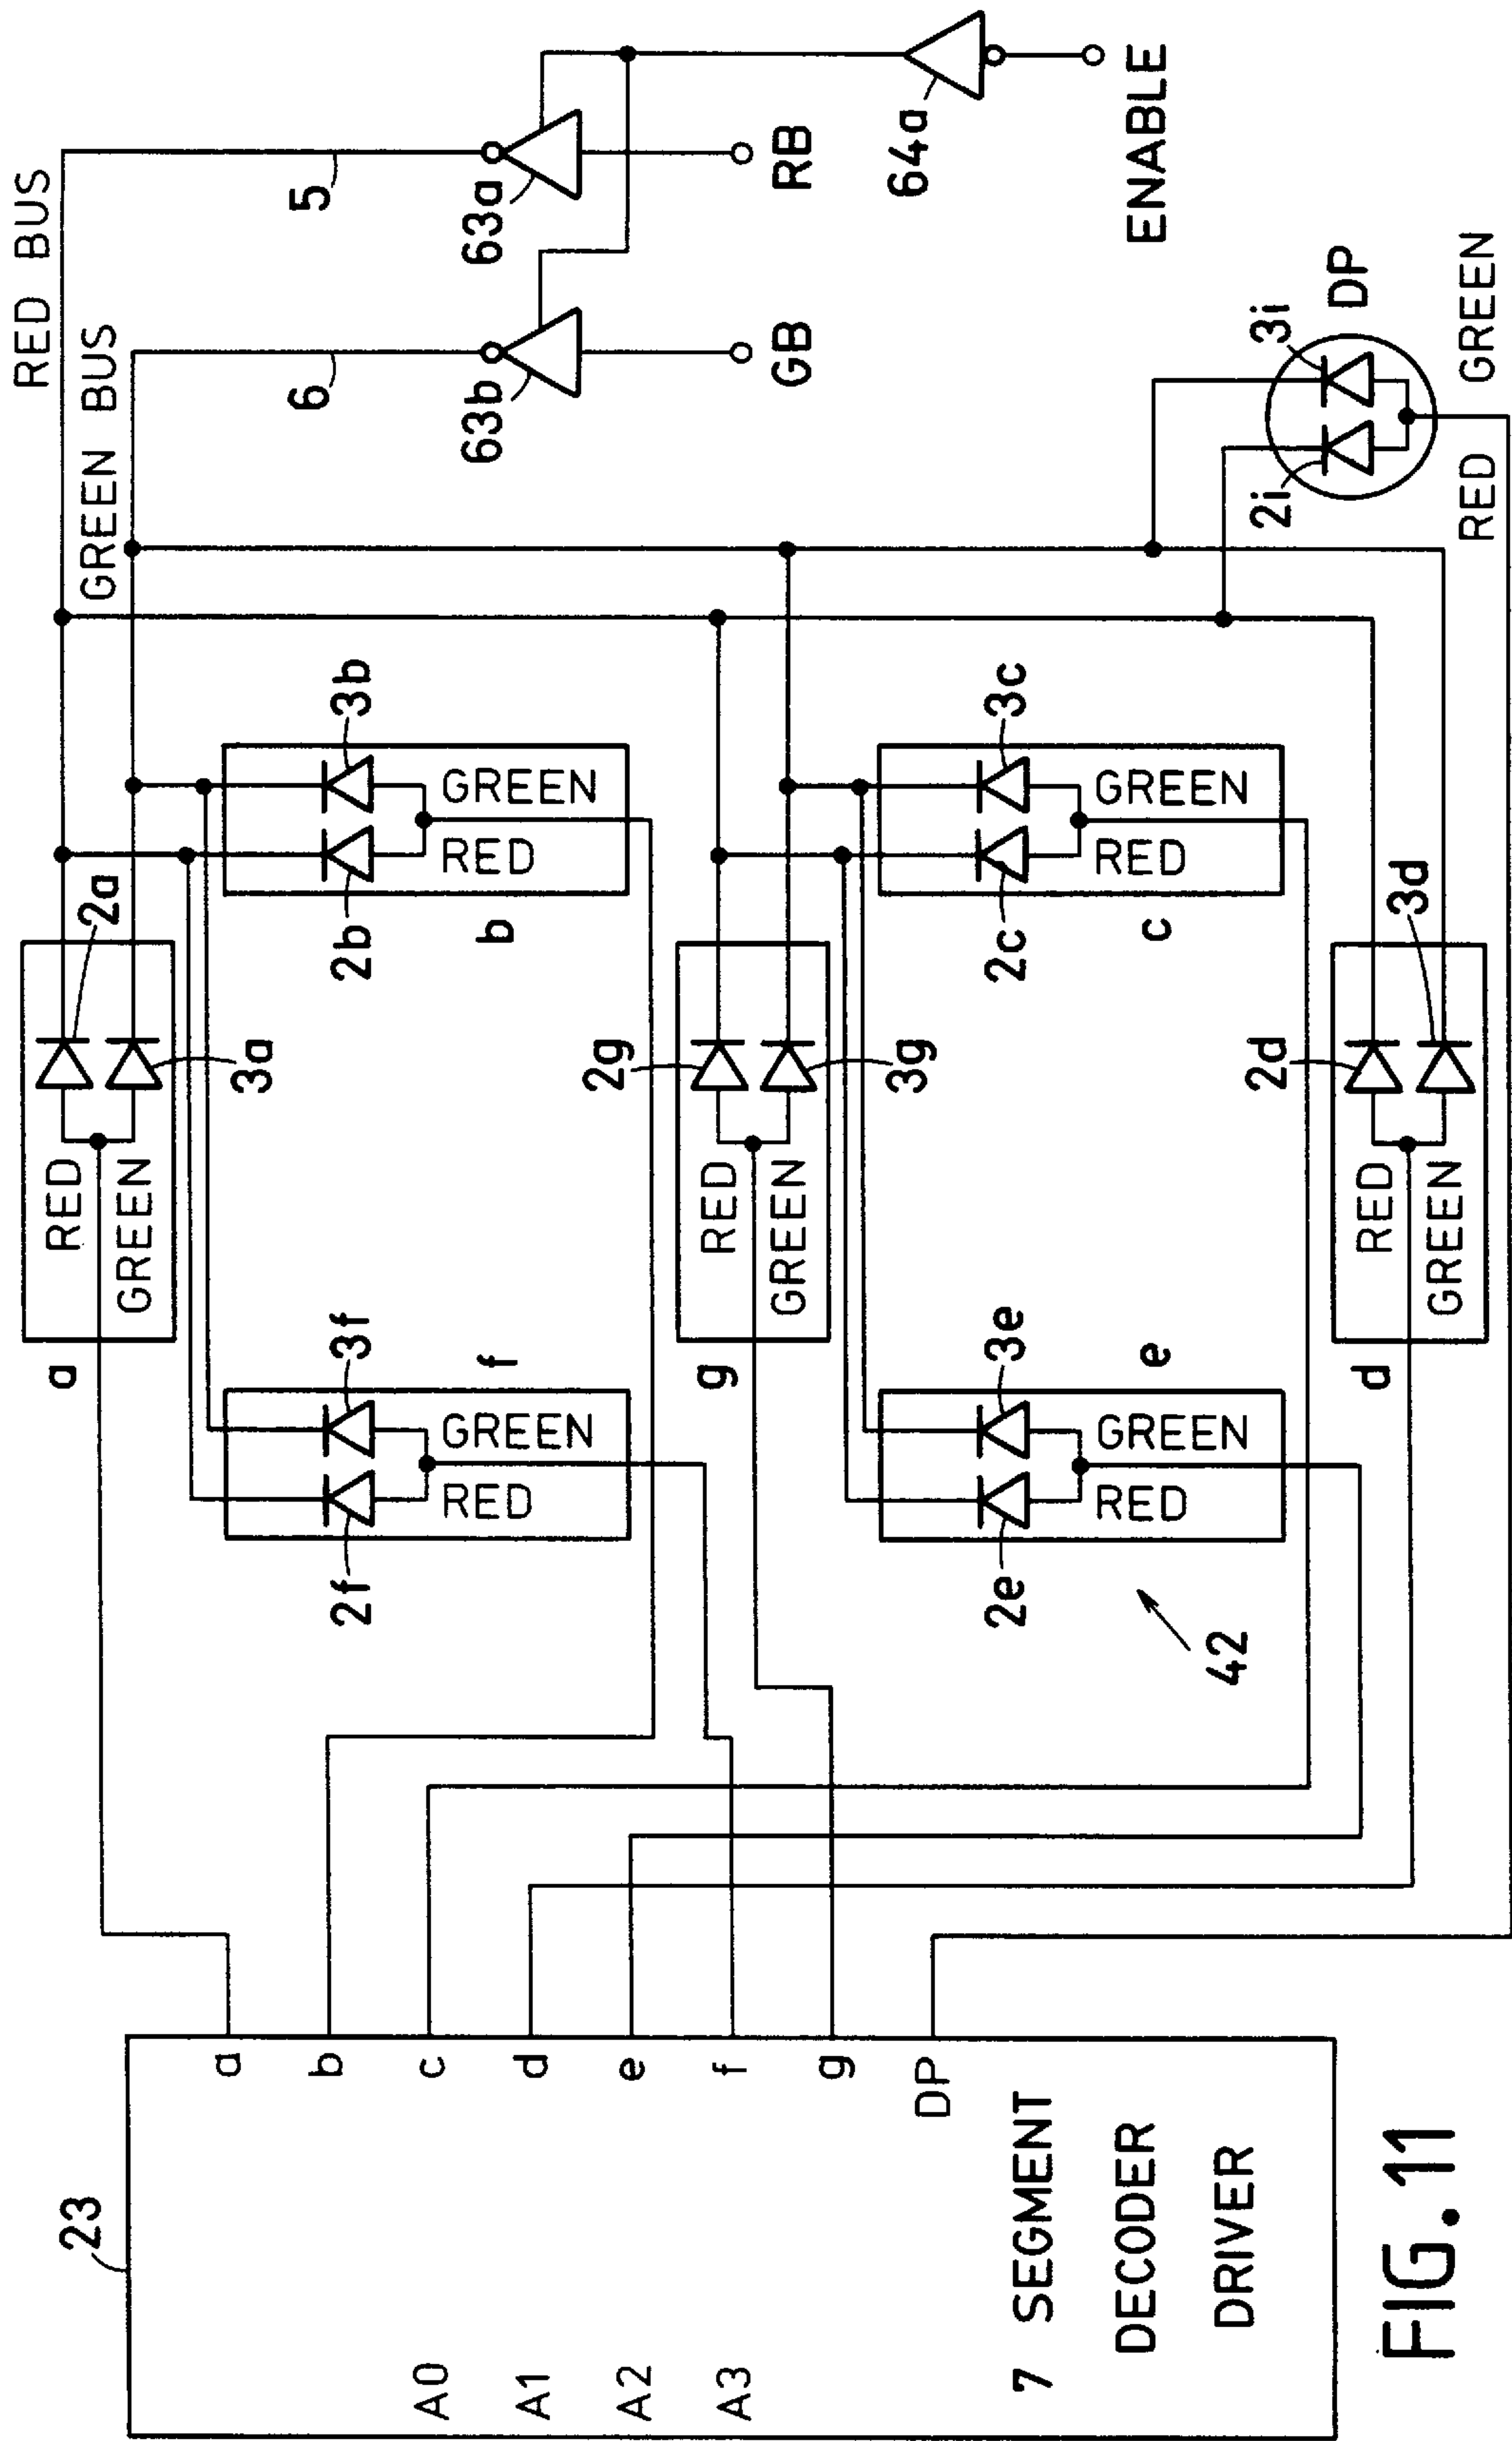 23
A0
A1
A2
A3
a
b
c
d
e
f
g
DP
7 SEGMENT
DECODER
DRIVER
a
RED
GREEN
2a
3a
2f
3f
RED
GREEN
f
2b
3b
RED
GREEN
b
g
RED
GREEN
2g
3g
2e
3e
RED
GREEN
e
2c
3c
RED
GREEN
c
d
RED
GREEN
2d
3d
42
RED BUS
GREEN BUS
5
6
63a
63b
RB
GB
64a
ENABLE
2i
3i
DP
RED
GREEN
FIG. 11